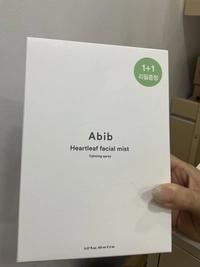 1+1
리필증정
Abib
Heartleaf facial mist
Calming spray